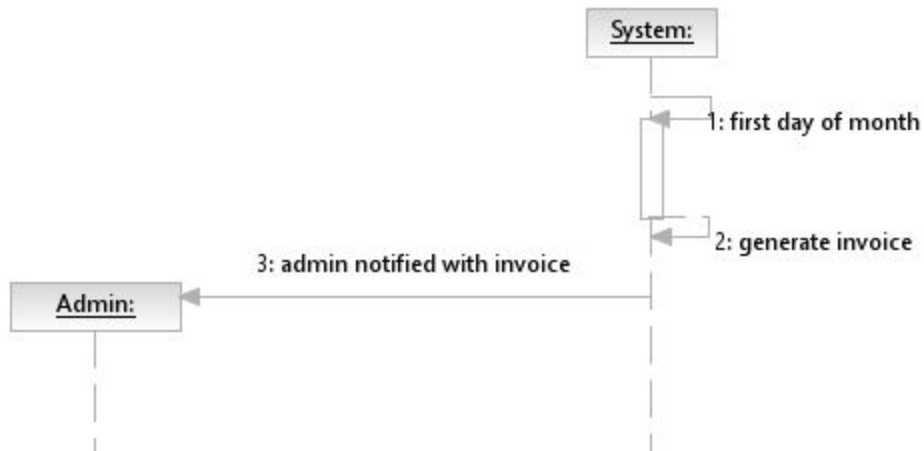 System:
1: first day of month
2: generate invoice
3: admin notified with invoice
Admin: